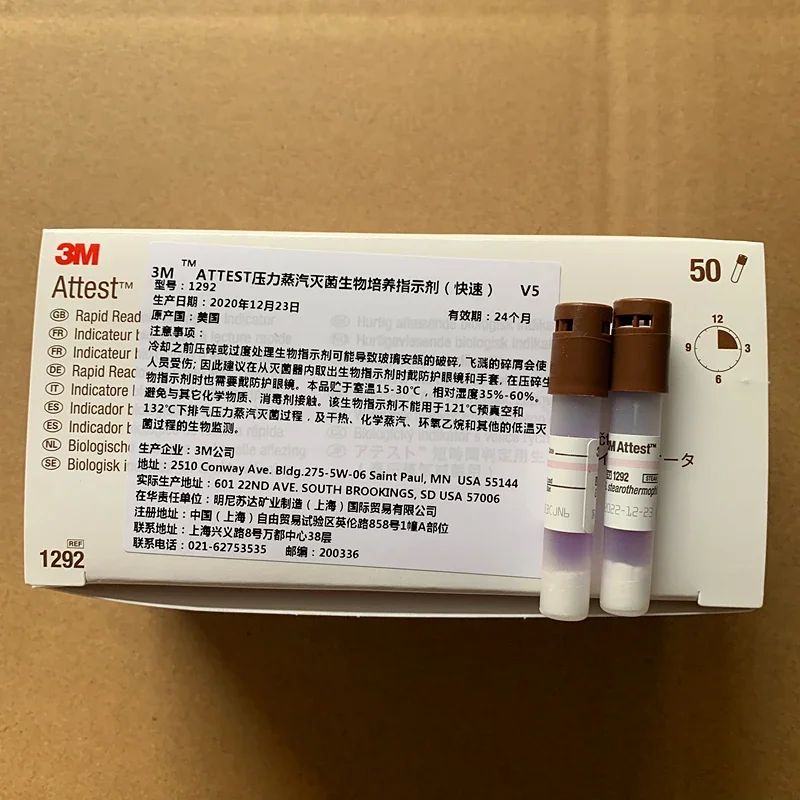 3M
Attest™
50
GB Rapid Read
FR Indicateur b
FR Indicateur
DE Rapid Read
IT Indicatore
ES Indicador b
ES Indicador
NL Biologische
SE Biologisk i
REF
1292
3M ™ ATTEST压力蒸汽灭菌生物培养指示剂（快速） V5
型号：1292
生产日期：2020年12月23日 有效期：24个月
原产国：美国
注意事项：
冷却之前压碎或过度处理生物指示剂可能导致玻璃安瓿的破碎, 飞溅的碎屑会使
人员受伤; 因此建议在从灭菌器内取出生物指示剂时戴防护眼镜和手套, 在压碎生
物指示剂时也需要戴防护眼镜。本品贮于室温15-30℃，相对湿度35%-60%。
避免与其它化学物质、消毒剂接触。该生物指示剂不能用于121℃预真空和
132℃下排气压力蒸汽灭菌过程，及干热、化学蒸汽、环氧乙烷和其他的低温灭
菌过程的生物监测。
生产企业：3M公司
地址：2510 Conway Ave. Bldg.275-5W-06 Saint Paul, MN USA 55144
实际生产地址：601 22ND AVE. SOUTH BROOKINGS, SD USA 57006
在华责任单位：明尼苏达矿业制造（上海）国际贸易有限公司
注册地址：中国（上海）自由贸易试验区英伦路858号1幢A部位
联系地址：上海兴义路8号万都中心38层
联系电话：021-62753535 邮编：200336
12
9 3
6
ータ
M Attest™
1292 STEA
stearothermoph
2022-12-23